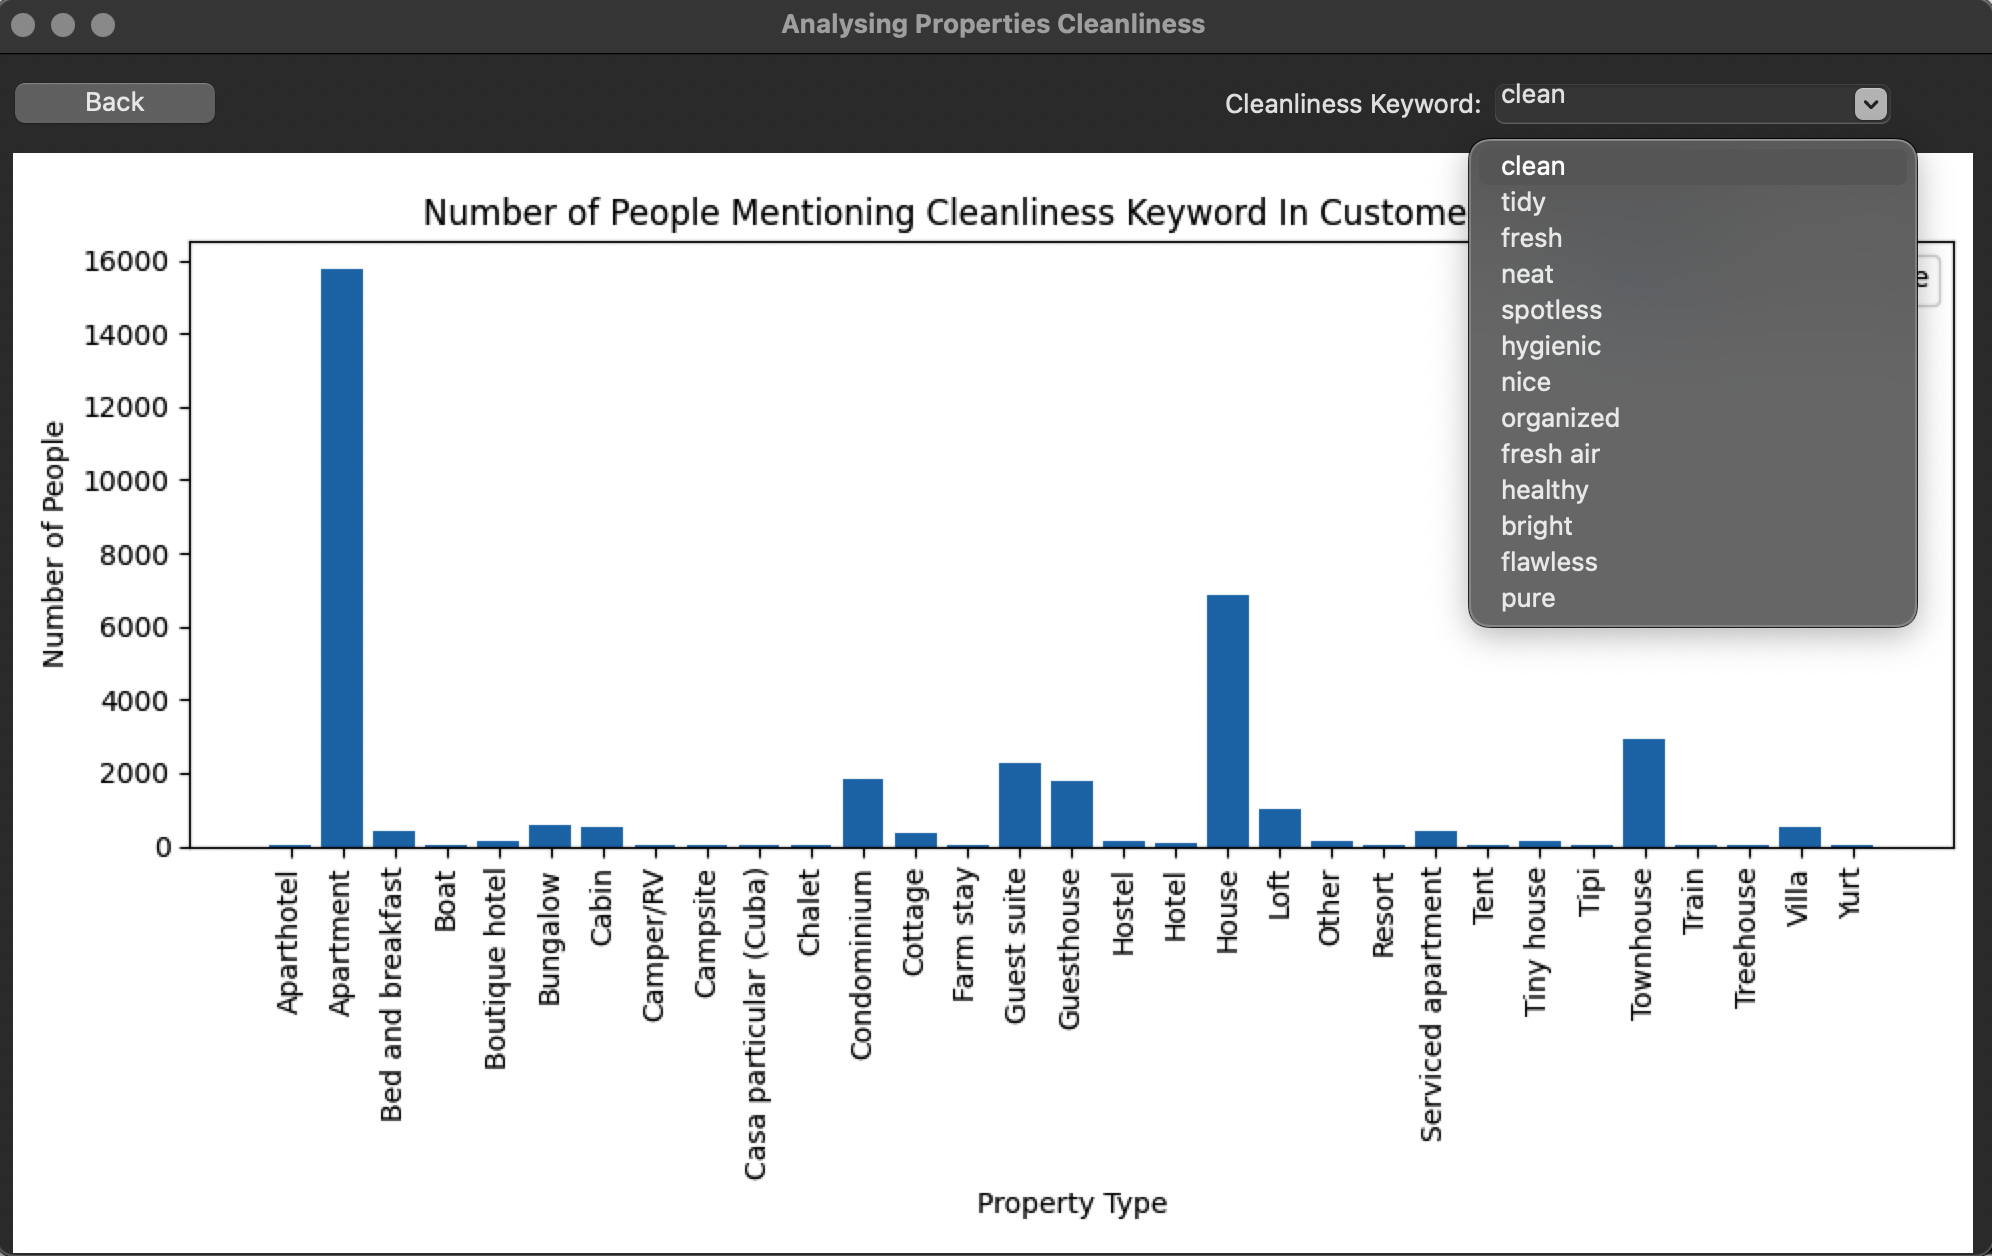 Analysing Properties Cleanliness
Back
Cleanliness Keyword:
clean
clean
tidy
fresh
neat
spotless
hygienic
nice
organized
fresh air
healthy
bright
flawless
pure
Number of People Mentioning Cleanliness Keyword In Custome
16000
14000
12000
10000
8000
6000
4000
2000
0
Number of People
Aparthotel
Apartment
Bed and breakfast
Boat
Boutique hotel
Bungalow
Cabin
Camper/RV
Campsite
Casa particular (Cuba)
Chalet
Condominium
Cottage
Farm stay
Guest suite
Guesthouse
Hostel
Hotel
House
Loft
Other
Resort
Serviced apartment
Tent
Tiny house
Tipi
Townhouse
Train
Treehouse
Villa
Yurt
Property Type